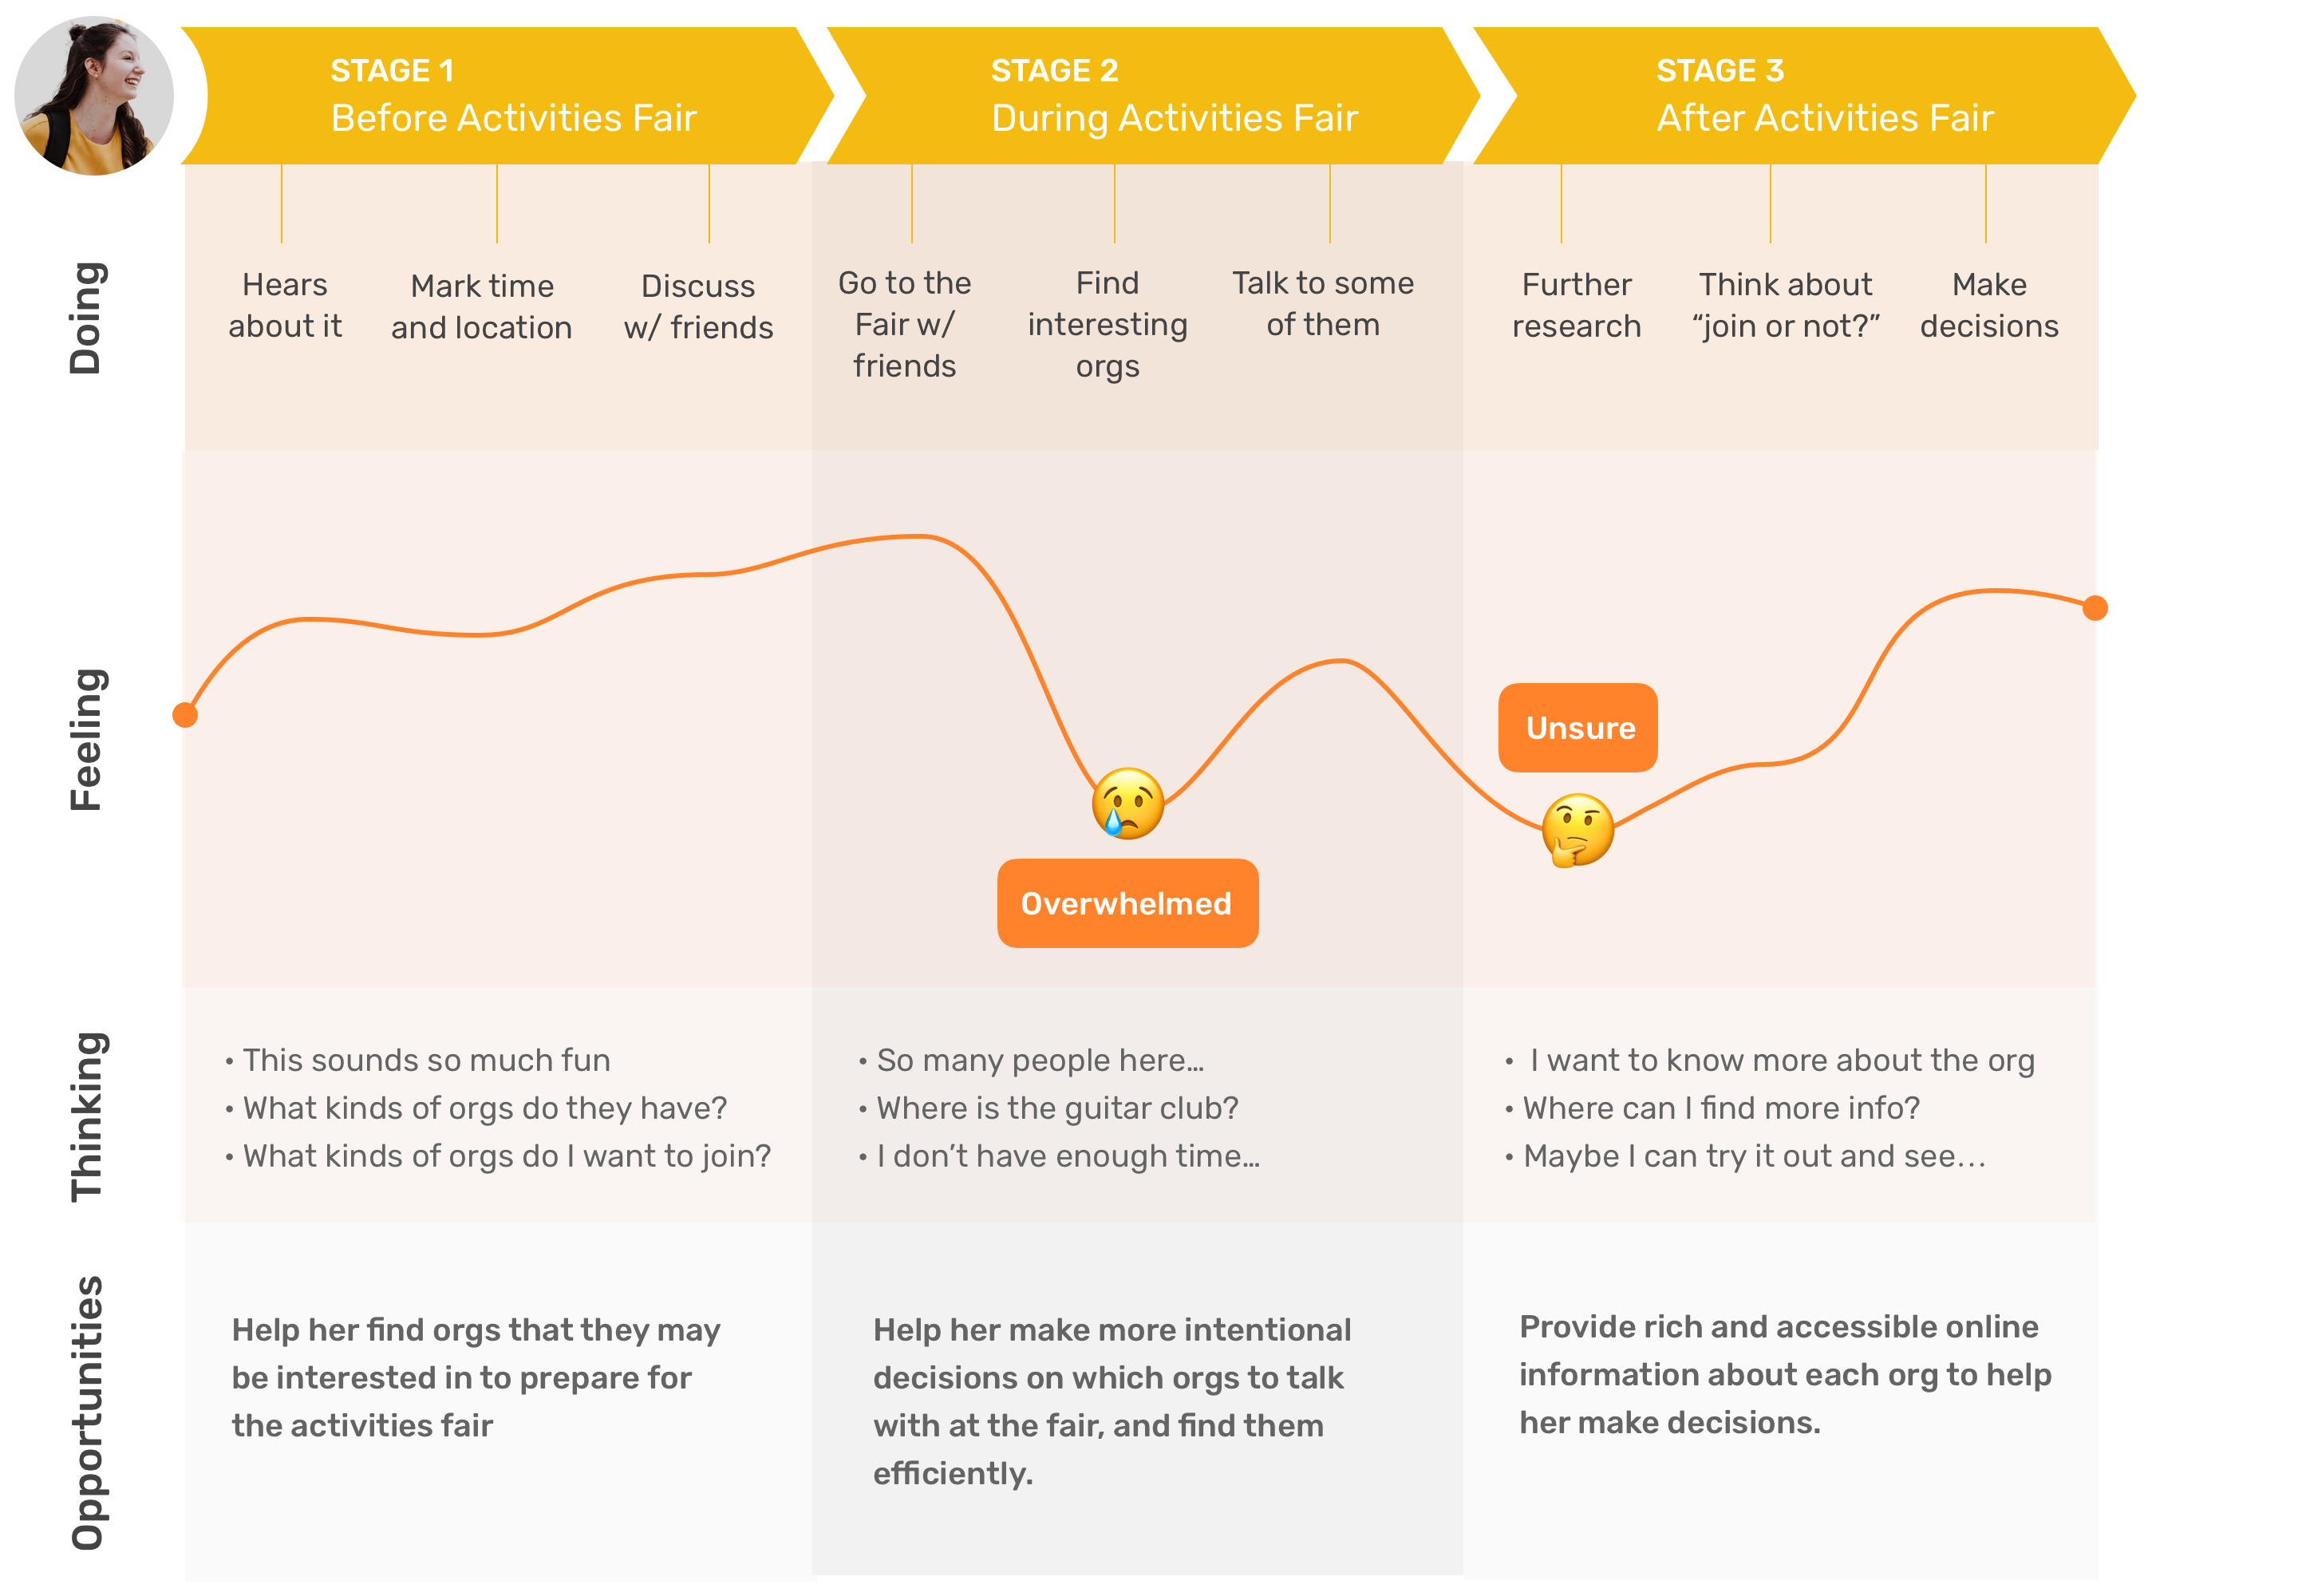 STAGE 1
Before Activities Fair
STAGE 2
During Activities Fair
STAGE 3
After Activities Fair
Doing
Hears
about it
Mark time
and location
Discuss
w/ friends
Go to the
Fair w/
friends
Find
interesting
orgs
Talk to some
of them
Further
research
Think about
“join or not?”
Make
decisions
Feeling
Overwhelmed
Unsure
Thinking
• This sounds so much fun
• What kinds of orgs do they have?
• What kinds of orgs do I want to join?
• So many people here...
• Where is the guitar club?
• I don’t have enough time...
• I want to know more about the org
• Where can I find more info?
• Maybe I can try it out and see...
Opportunities
Help her find orgs that they may
be interested in to prepare for
the activities fair
Help her make more intentional
decisions on which orgs to talk
with at the fair, and find them
efficiently.
Provide rich and accessible online
information about each org to help
her make decisions.